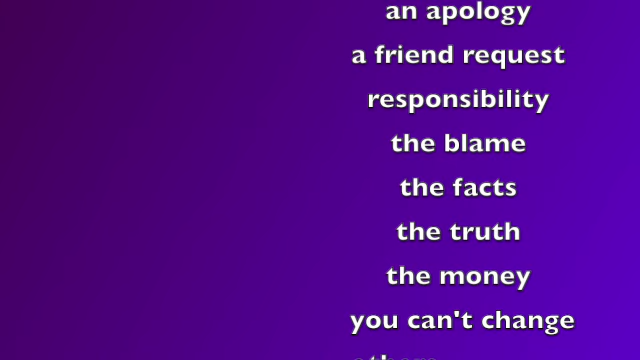 an apology
a friend request
responsibility
the blame
the facts
the truth
the money
you can't change